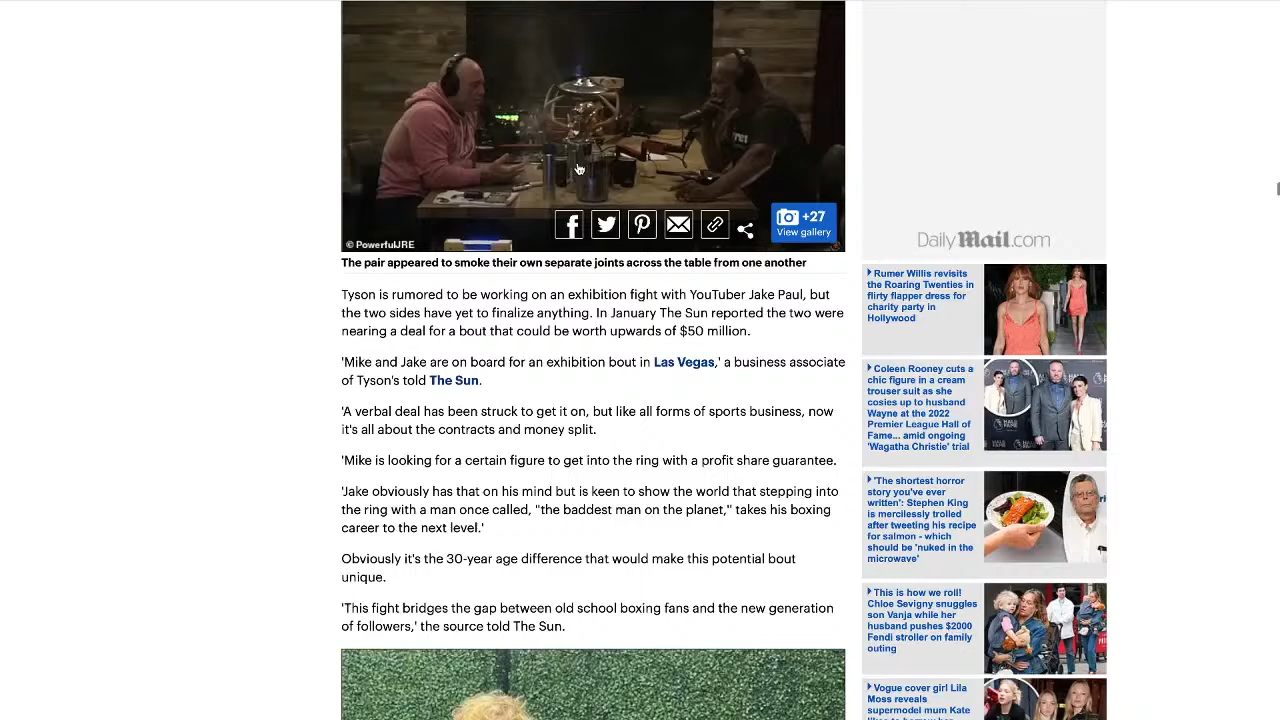 +27
View gallery
© PowerfulJRE
The pair appeared to smoke their own separate joints across the table from one another
Tyson is rumored to be working on an exhibition fight with YouTuber Jake Paul, but
the two sides have yet to finalize anything. In January The Sun reported the two were
nearing a deal for a bout that could be worth upwards of $50 million.
'Mike and Jake are on board for an exhibition bout in Las Vegas,' a business associate
of Tyson's told The Sun.
'A verbal deal has been struck to get it on, but like all forms of sports business, now
it's all about the contracts and money split.
'Mike is looking for a certain figure to get into the ring with a profit share guarantee.
'Jake obviously has that on his mind but is keen to show the world that stepping into
the ring with a man once called, "the baddest man on the planet," takes his boxing
career to the next level.'
Obviously it's the 30-year age difference that would make this potential bout
unique.
'This fight bridges the gap between old school boxing fans and the new generation
of followers,' the source told The Sun.
DailyMail.com
Rumer Willis revisits
the Roaring Twenties in
flirty flapper dress for
charity party in
Hollywood
Coleen Rooney cuts a
chic figure in a cream
trouser suit as she
cosies up to husband
Wayne at the 2022
Premier League Hall of
Fame... amid ongoing
'Wagatha Christie' trial
'The shortest horror
story you've ever
written': Stephen King
is mercilessly trolled
after tweeting his recipe
for salmon - which
should be 'nuked in the
microwave'
This is how we roll!
Chloe Sevigny snuggles
son Vanja while her
husband pushes $2000
Fendi stroller on family
outing
Vogue cover girl Lila
Moss reveals
supermodel mum Kate